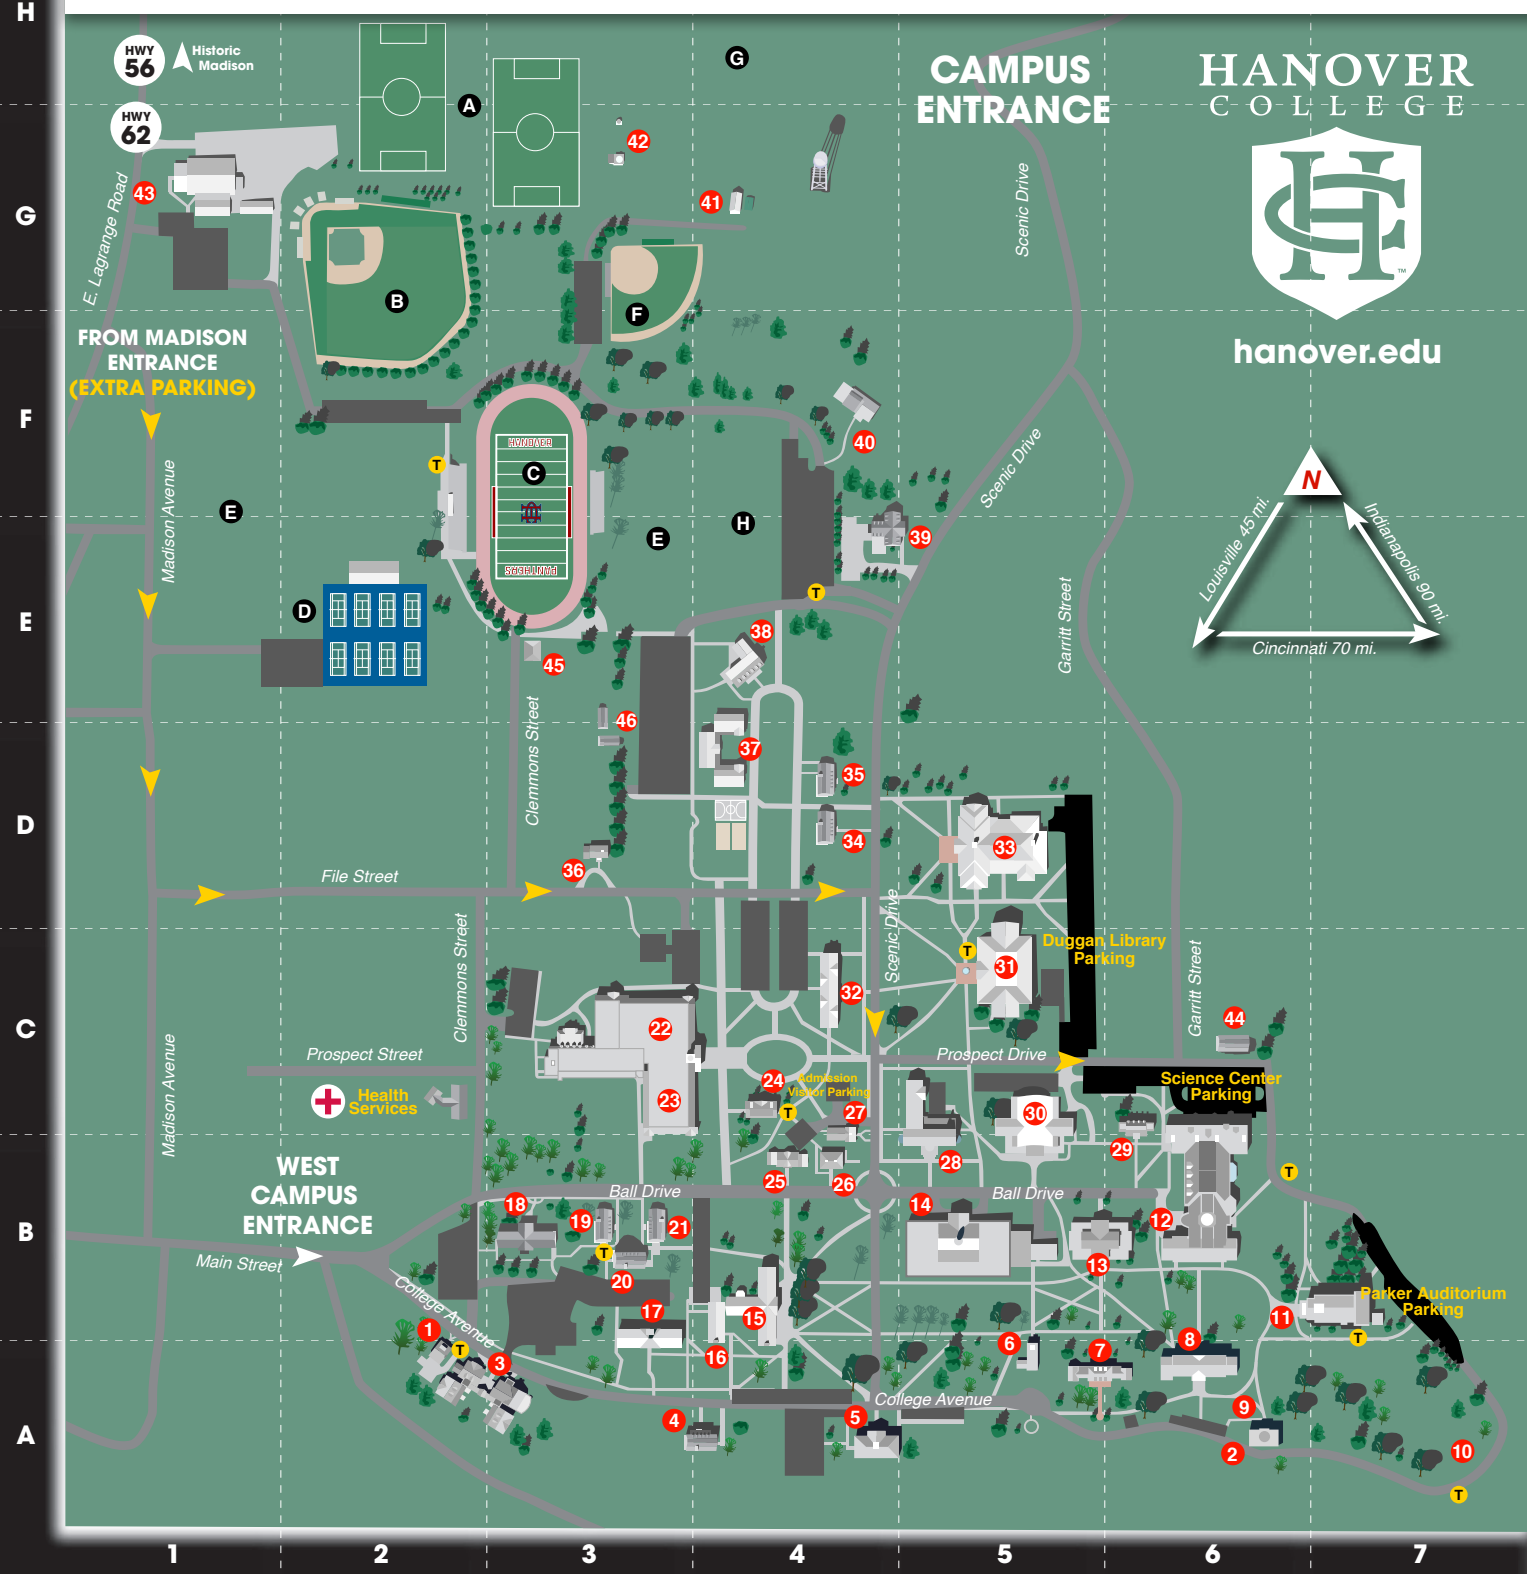 H
HWY
56
Historic
Madison
A
G
CAMPUS
ENTRANCE
HANOVER
COLLEGE
HC
™
hanover.edu
HWY
62
42
41
43
G
E. Lagrange Road
Scenic Drive
B
F
FROM MADISON
ENTRANCE
(EXTRA PARKING)
F
Madison Avenue
T
HANOVER
C
PANTHERS
40
Scenic Drive
N
Louisville 45 mi.
Indianapolis 90 mi.
Cincinnati 70 mi.
E
E
H
39
T
D
E
38
45
Garritt Street
Clemmons Street
46
37
35
D
34
33
36
File Street
Scenic Drive
Clemmons Street
T
31
Duggan Library
Parking
32
Garritt Street
C
22
44
Prospect Street
Prospect Drive
Madison Avenue
Health
Services
23
24
Admission
Visitor Parking
T
27
30
Science Center
Parking
29
28
25
26
T
WEST
CAMPUS
ENTRANCE
Ball Drive
Ball Drive
18
19
21
14
12
B
T
20
13
Main Street
College Avenue
17
15
16
11
Parker Auditorium
Parking
T
1
T
3
6
7
8
College Avenue
4
5
9
2
10
A
T
1
2
3
4
5
6
7